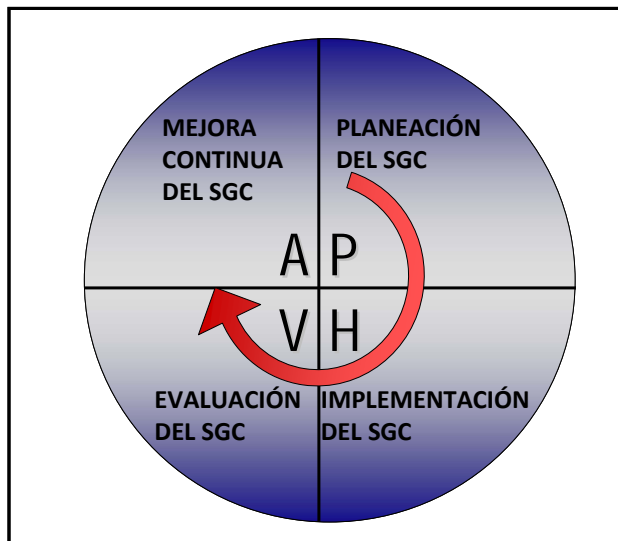 MEJORA
CONTINUA
DEL SGC
PLANEACIÓN
DEL SGC
A P
V H
EVALUACIÓN
DEL SGC
IMPLEMENTACIÓN
DEL SGC